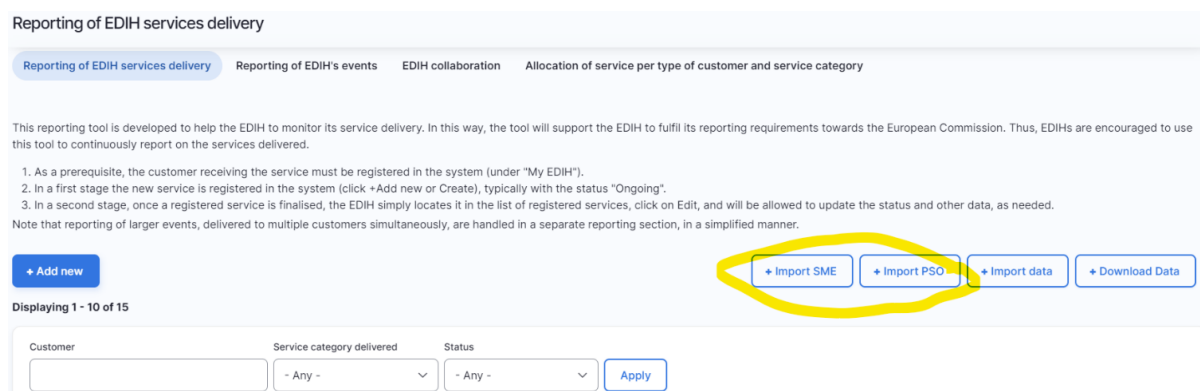 Reporting of EDIH services delivery
Reporting of EDIH services delivery Reporting of EDIH's events EDIH collaboration Allocation of service per type of customer and service category
This reporting tool is developed to help the EDIH to monitor its service delivery. In this way, the tool will support the EDIH to fulfil its reporting requirements towards the European Commission. Thus, EDIHs are encouraged to use
this tool to continuously report on the services delivered.
1. As a prerequisite, the customer receiving the service must be registered in the system (under "My EDIH").
2. In a first stage the new service is registered in the system (click +Add new or Create), typically with the status "Ongoing".
3. In a second stage, once a registered service is finalised, the EDIH simply locates it in the list of registered services, click on Edit, and will be allowed to update the status and other data, as needed.
Note that reporting of larger events, delivered to multiple customers simultaneously, are handled in a separate reporting section, in a simplified manner.
+ Add new + Import SME + Import PSO + Import data + Download Data
Displaying 1 - 10 of 15
Customer Service category delivered Status
- Any - - Any - Apply